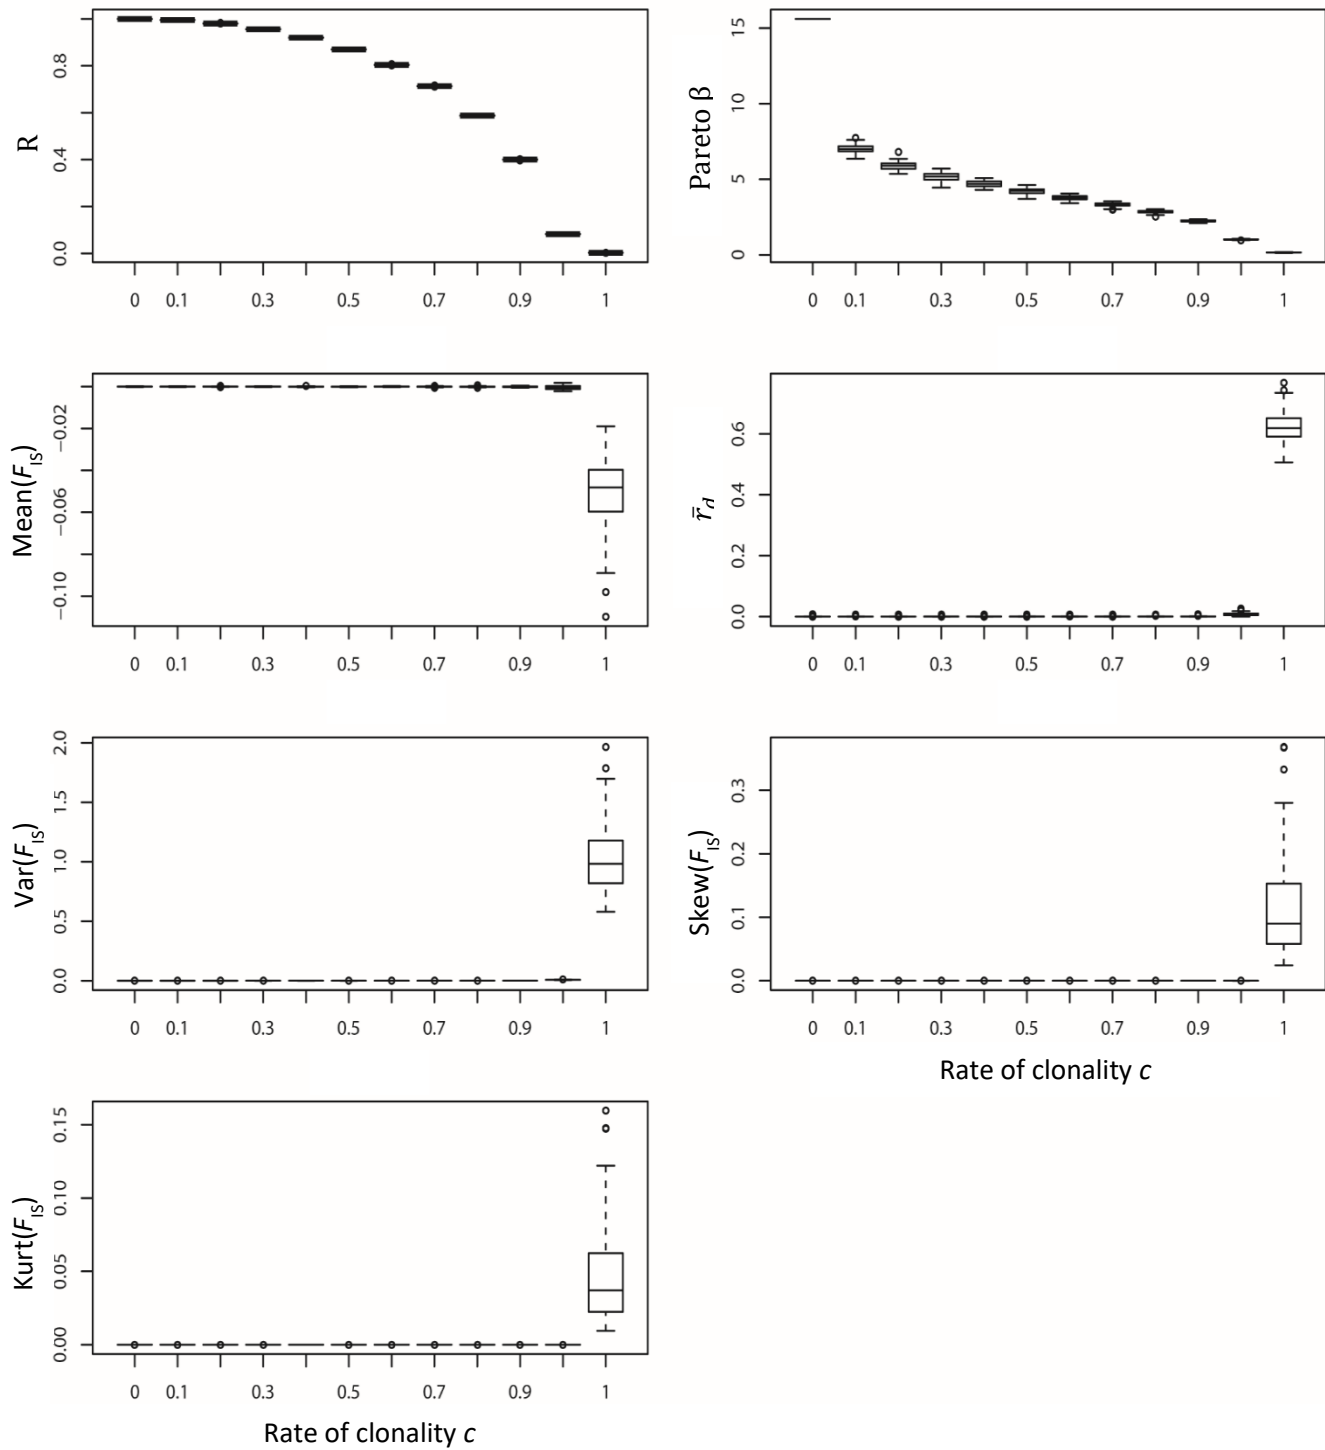 R
0.0
0.4
0.8
0 0.1 0.3 0.5 0.7 0.9 1
Pareto β
0
5
10
15
0 0.1 0.3 0.5 0.7 0.9 1
Mean(FIS)
−0.10
−0.06
−0.02
0 0.1 0.3 0.5 0.7 0.9 1
r̄d
0.0
0.2
0.4
0.6
0 0.1 0.3 0.5 0.7 0.9 1
Var(FIS)
0.0
0.5
1.0
1.5
2.0
0 0.1 0.3 0.5 0.7 0.9 1
Skew(FIS)
0.0
0.1
0.2
0.3
0 0.1 0.3 0.5 0.7 0.9 1
Rate of clonality c
Kurt(FIS)
0.00
0.05
0.10
0.15
0 0.1 0.3 0.5 0.7 0.9 1
Rate of clonality c